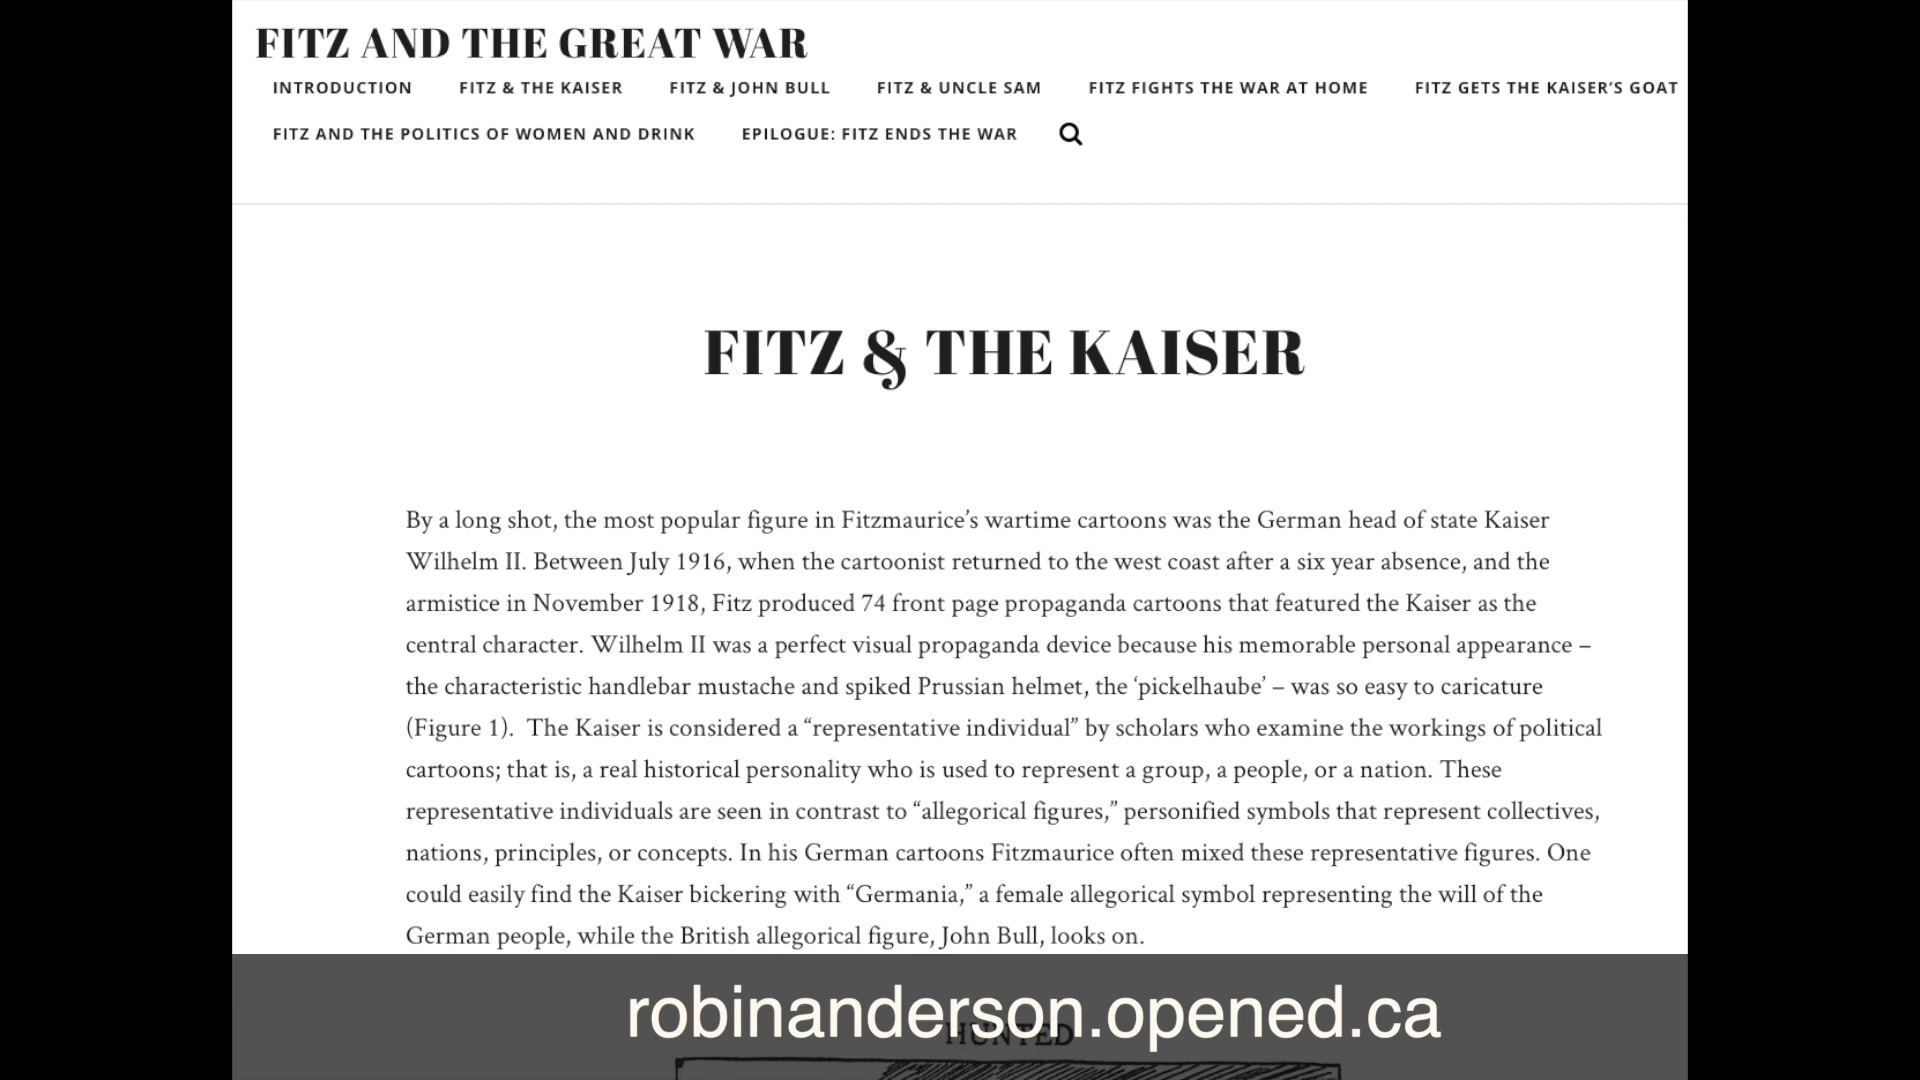 FITZ AND THE GREAT WAR
INTRODUCTION FITZ & THE KAISER FITZ & JOHN BULL FITZ & UNCLE SAM FITZ FIGHTS THE WAR AT HOME FITZ GETS THE KAISER’S GOAT
FITZ AND THE POLITICS OF WOMEN AND DRINK EPILOGUE: FITZ ENDS THE WAR
FITZ & THE KAISER
By a long shot, the most popular figure in Fitzmaurice’s wartime cartoons was the German head of state Kaiser
Wilhelm II. Between July 1916, when the cartoonist returned to the west coast after a six year absence, and the
armistice in November 1918, Fitz produced 74 front page propaganda cartoons that featured the Kaiser as the
central character. Wilhelm II was a perfect visual propaganda device because his memorable personal appearance –
the characteristic handlebar mustache and spiked Prussian helmet, the ‘pickelhaube’ – was so easy to caricature
(Figure 1). The Kaiser is considered a “representative individual” by scholars who examine the workings of political
cartoons; that is, a real historical personality who is used to represent a group, a people, or a nation. These
representative individuals are seen in contrast to “allegorical figures,” personified symbols that represent collectives,
nations, principles, or concepts. In his German cartoons Fitzmaurice often mixed these representative figures. One
could easily find the Kaiser bickering with “Germania,” a female allegorical symbol representing the will of the
German people, while the British allegorical figure, John Bull, looks on.
robinanderson.opened.ca
HUNTED